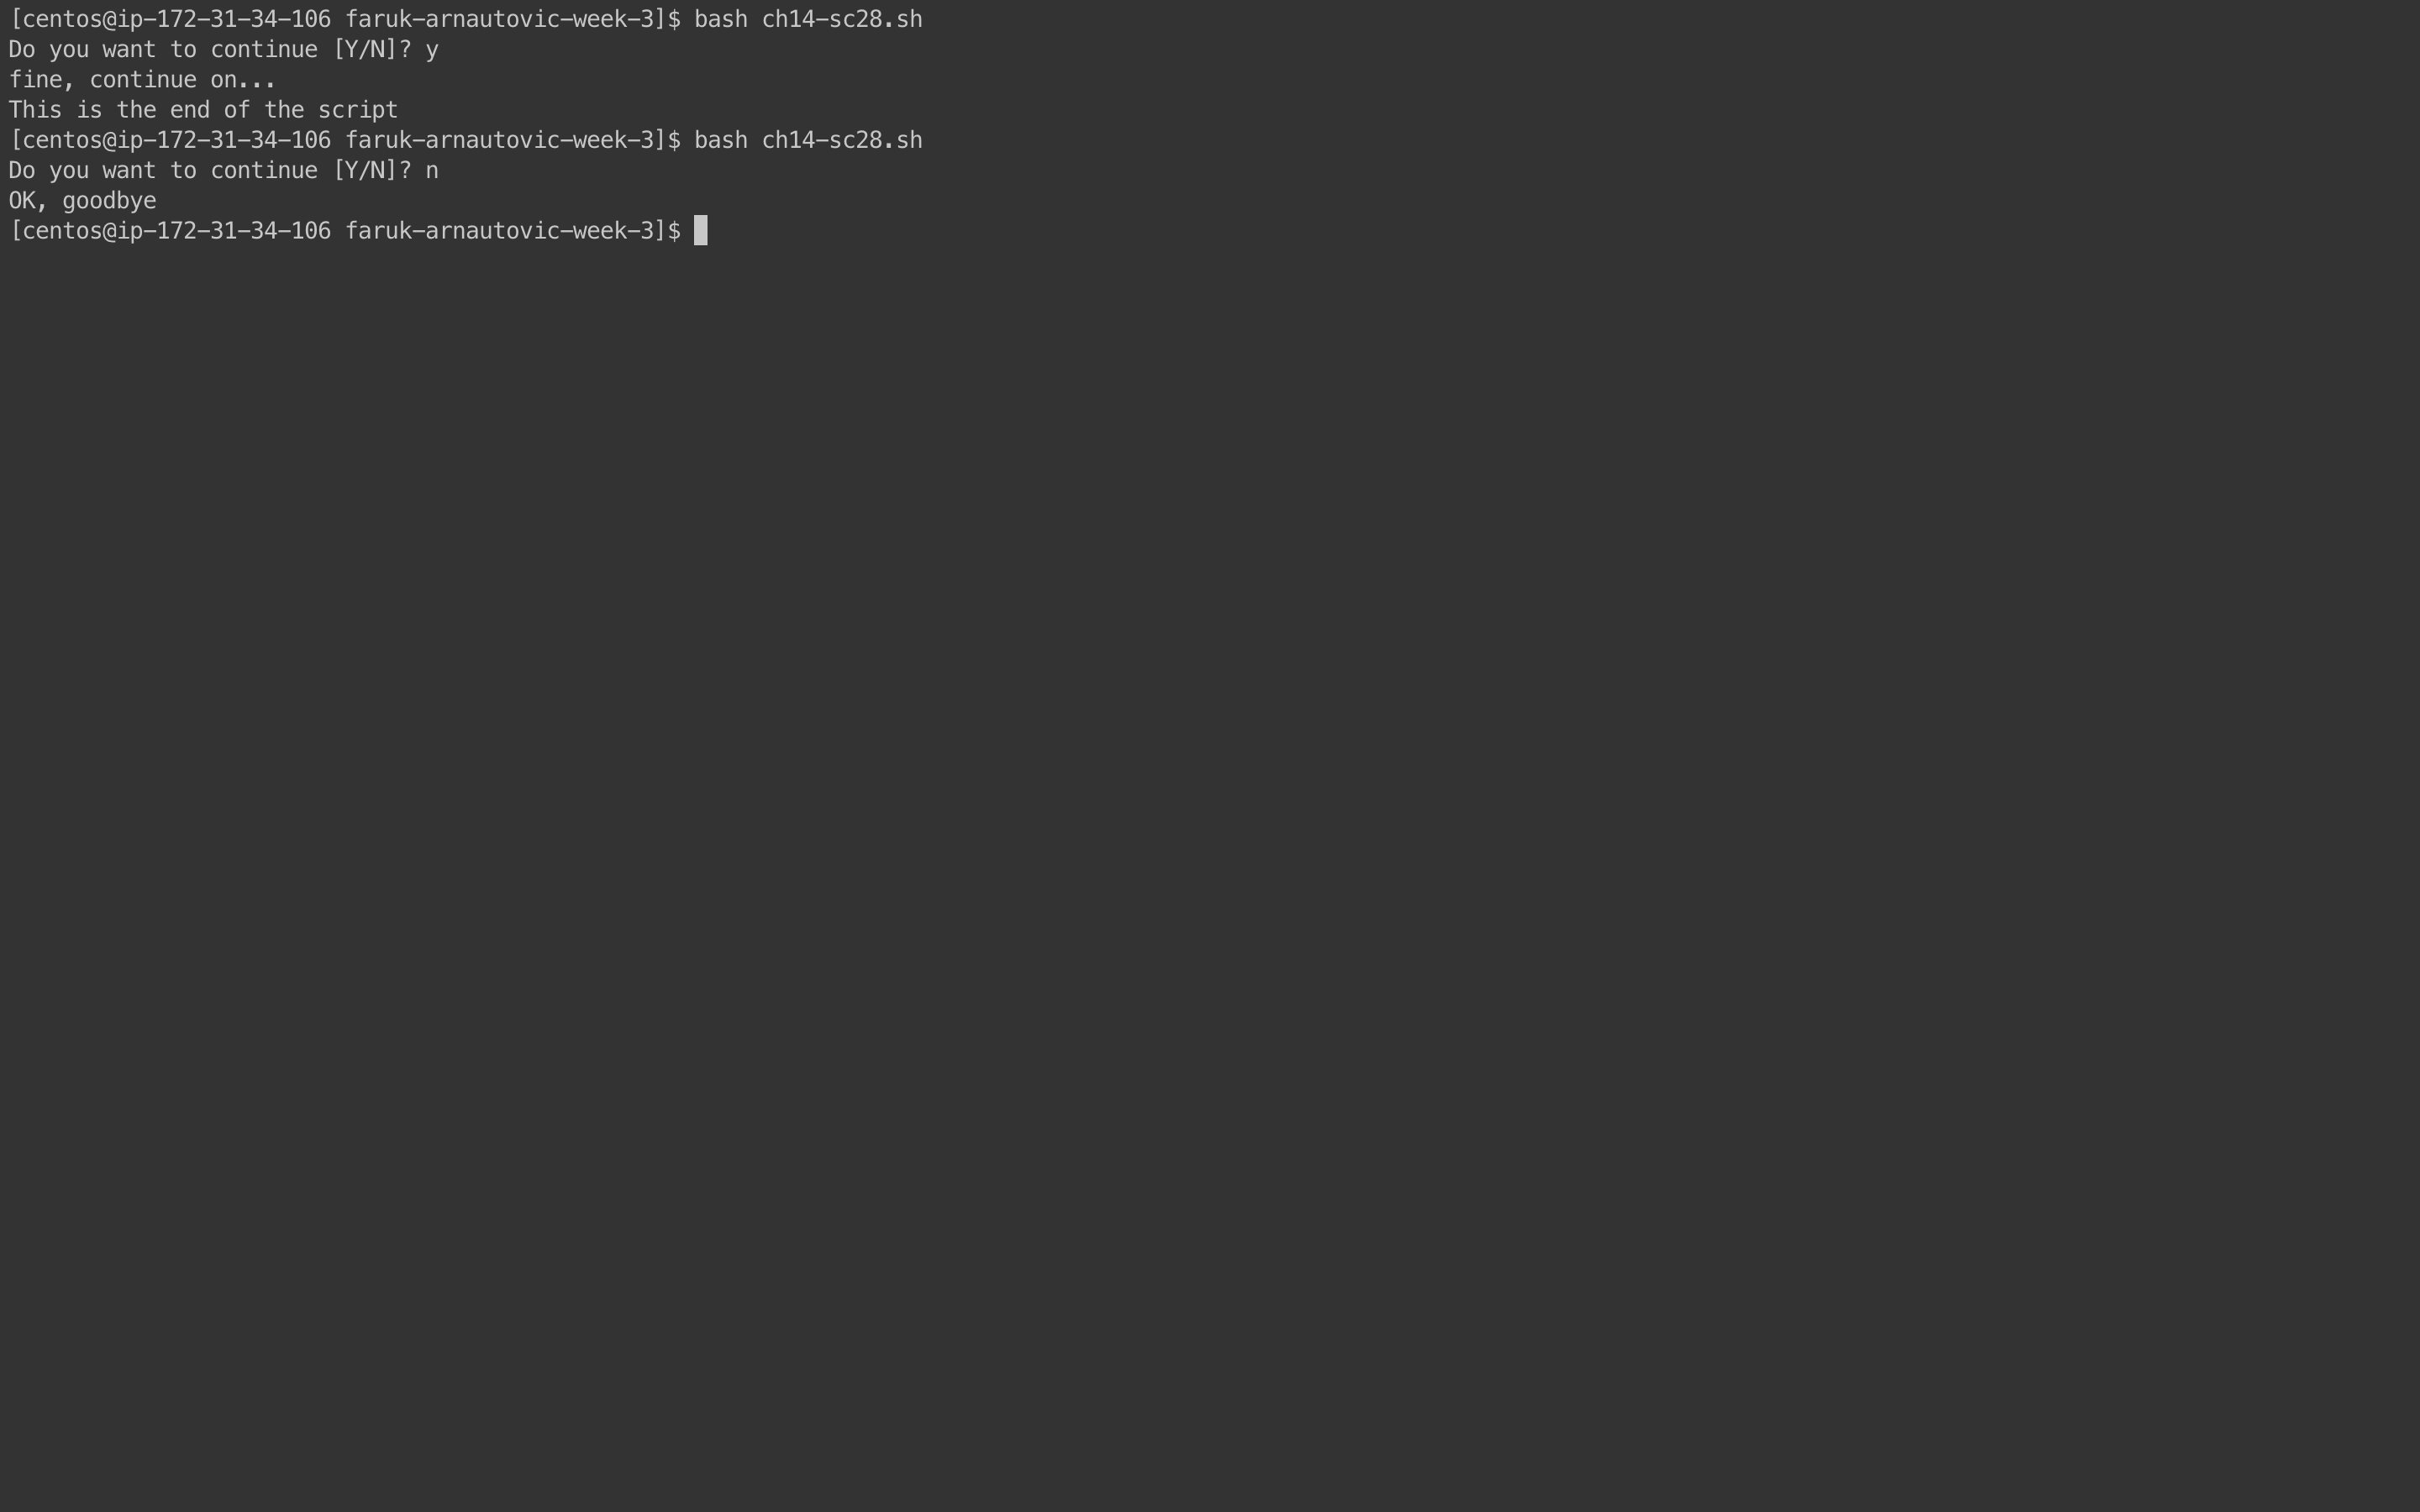 [centos@ip-172-31-34-106 faruk-arnautovic-week-3]$ bash ch14-sc28.sh
Do you want to continue [Y/N]? y
fine, continue on...
This is the end of the script
[centos@ip-172-31-34-106 faruk-arnautovic-week-3]$ bash ch14-sc28.sh
Do you want to continue [Y/N]? n
OK, goodbye
[centos@ip-172-31-34-106 faruk-arnautovic-week-3]$